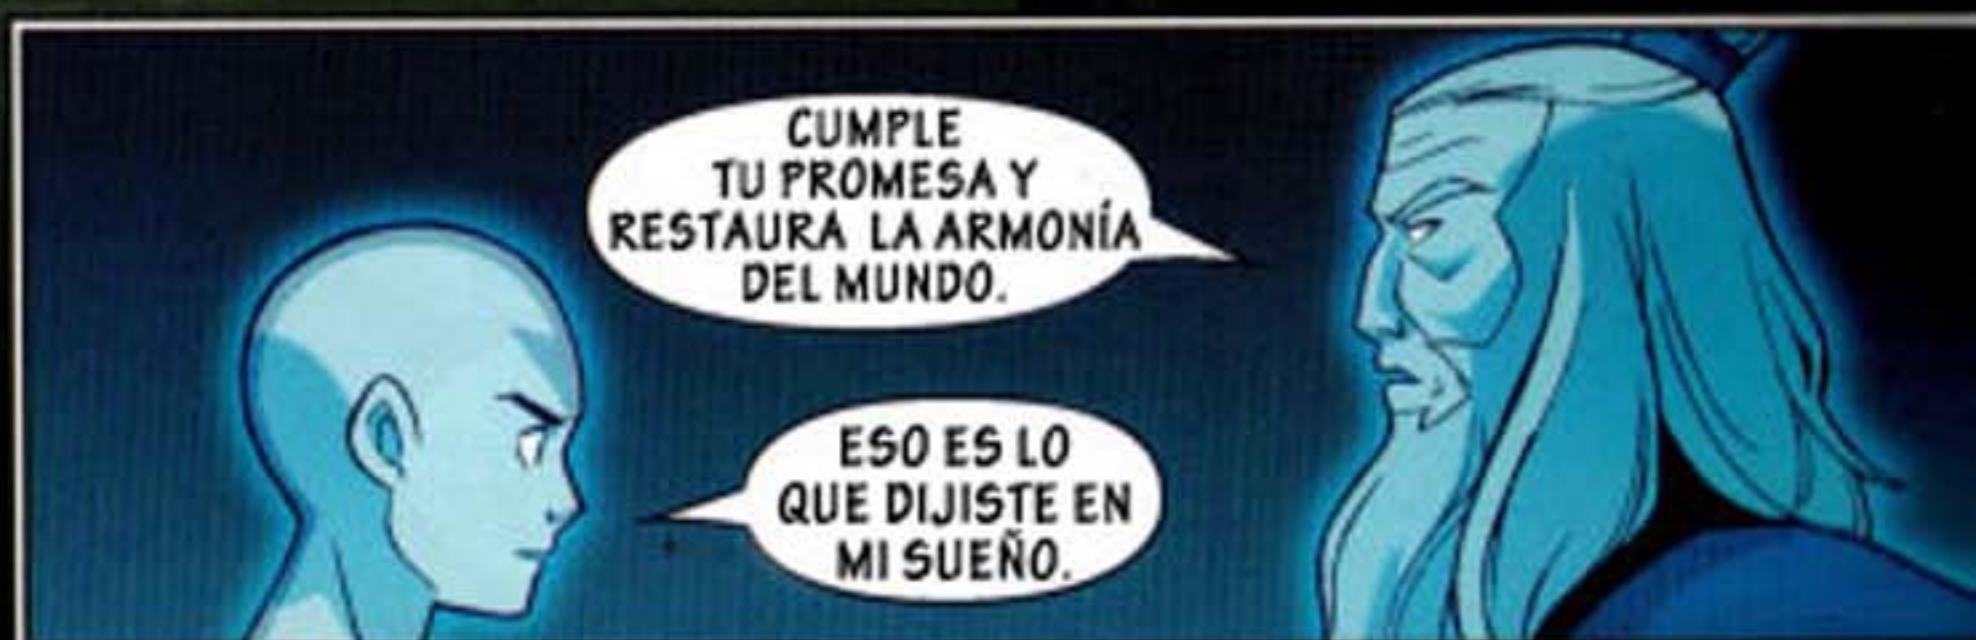 CUMPLE
TU PROMESA Y
RESTAURA LA ARMONÍA
DEL MUNDO.
ESO ES LO
QUE DIJISTE EN
MI SUEÑO.